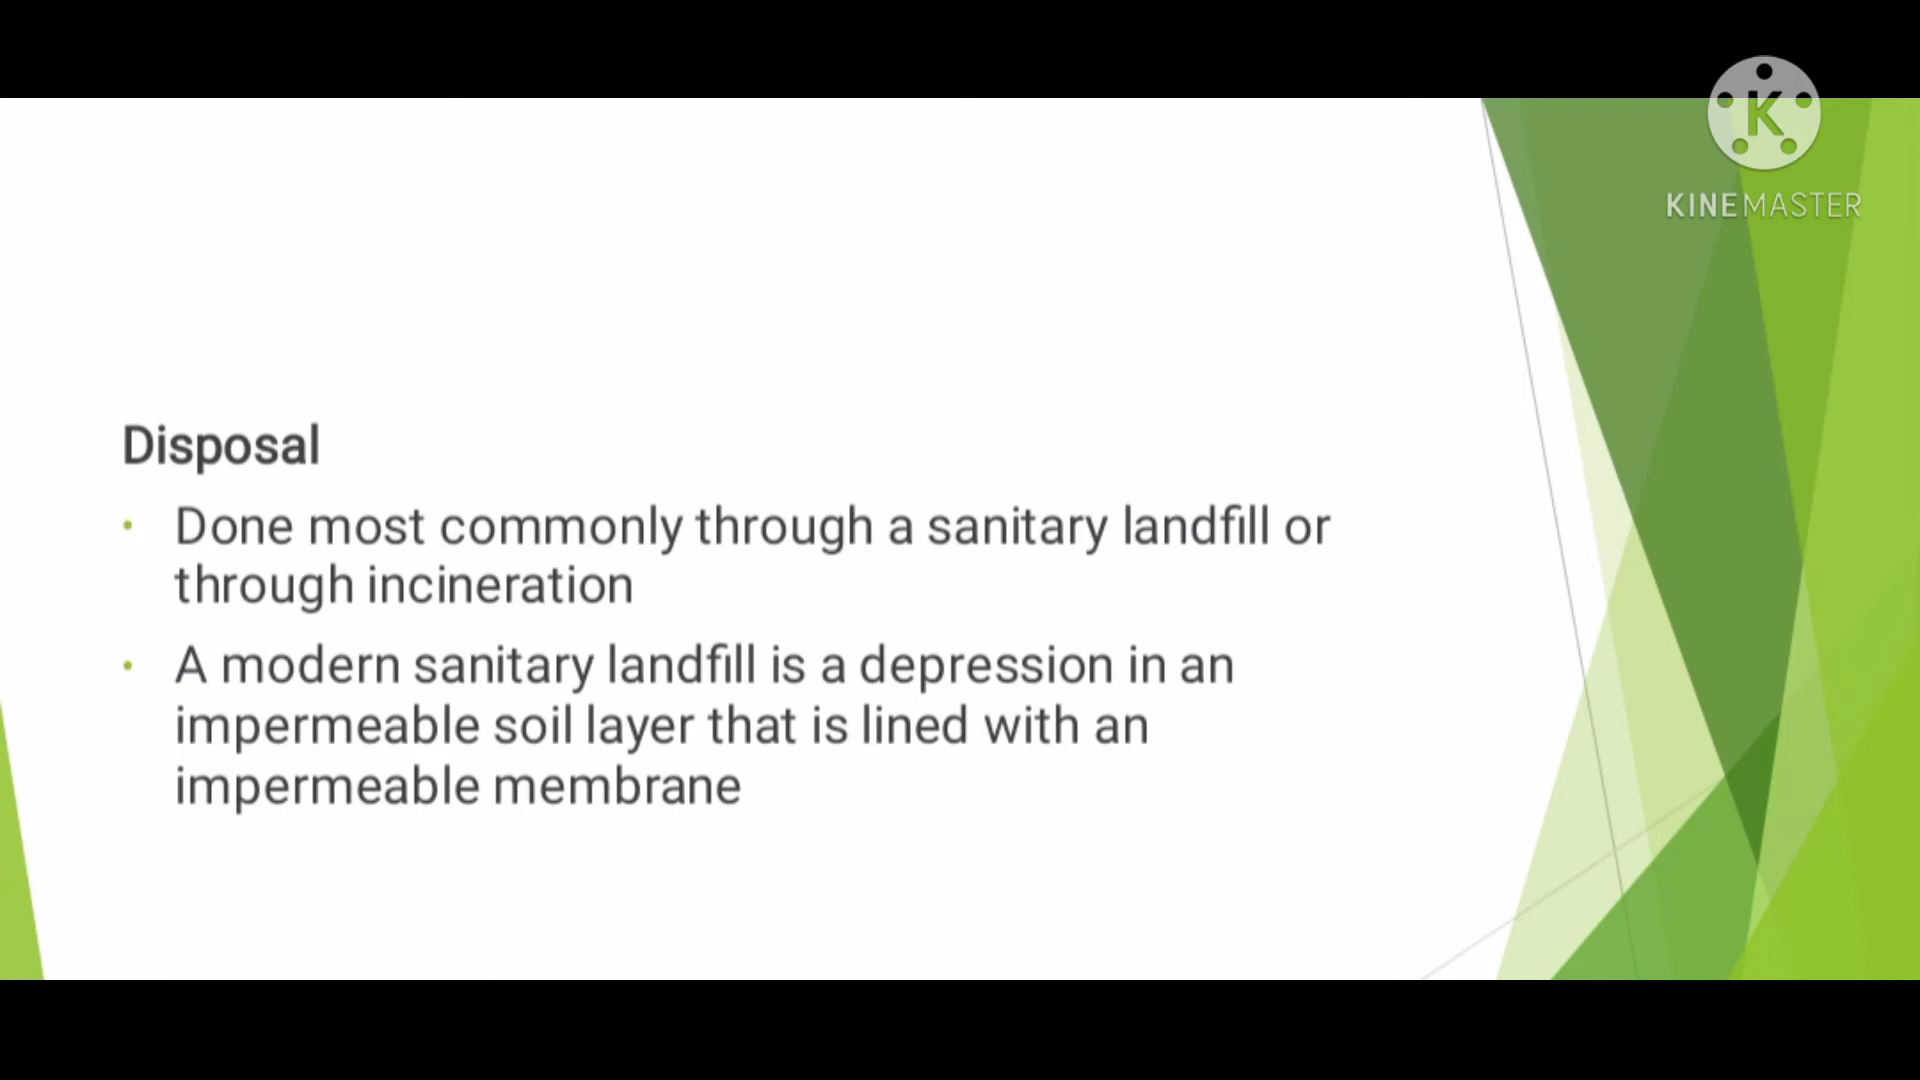 K
KINEMASTER
Disposal
• Done most commonly through a sanitary landfill or
through incineration
• A modern sanitary landfill is a depression in an
impermeable soil layer that is lined with an
impermeable membrane